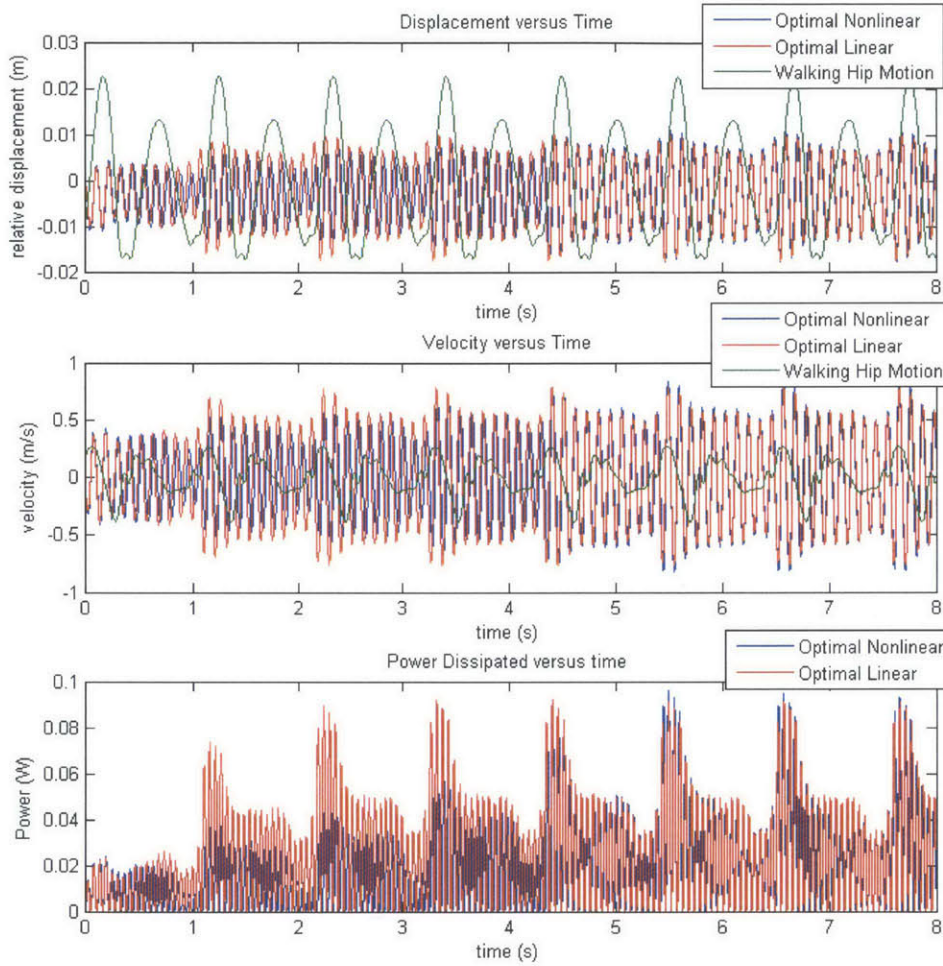 Displacement versus Time
Optimal Nonlinear
Optimal Linear
Walking Hip Motion
relative displacement (m)
0.03
0.02
0.01
0
-0.01
-0.02
0 1 2 3 4 5 6 7 8
time (s)
Velocity versus Time
Optimal Nonlinear
Optimal Linear
Walking Hip Motion
velocity (m/s)
1
0.5
0
-0.5
-1
0 1 2 3 4 5 6 7 8
time (s)
Power Dissipated versus time
Optimal Nonlinear
Optimal Linear
Power (W)
0.1
0.08
0.06
0.04
0.02
0
0 1 2 3 4 5 6 7 8
time (s)